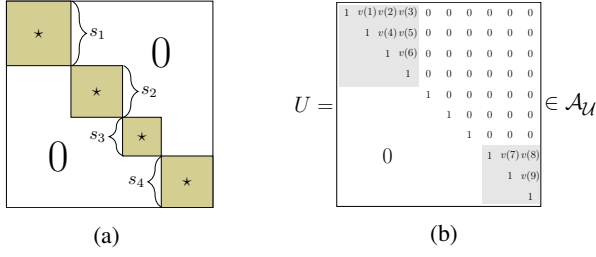 ⋆ s₁ 0
⋆ s₂
0 s₃ ⋆
s₄ ⋆
(a)
1 v(1) v(2) v(3) 0 0 0 0 0 0
1 v(4) v(5) 0 0 0 0 0 0
1 v(6) 0 0 0 0 0 0
1 0 0 0 0 0 0
U = 1 0 0 0 0 0 ∈ 𝒜_𝒰
1 0 0 0 0
1 0 0 0
0 1 v(7) v(8)
1 v(9)
1
(b)